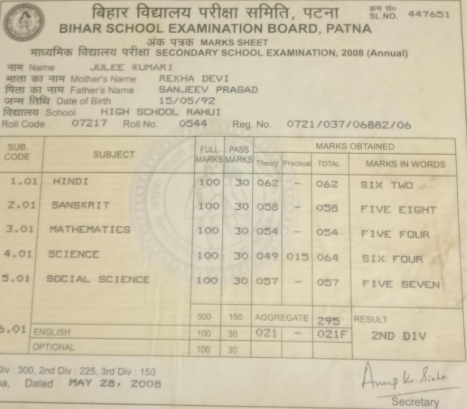 बिहार विद्यालय परीक्षा समिति, पटना
क्रम सं०
SL.NO. 447651
BIHAR SCHOOL EXAMINATION BOARD, PATNA
अंक पत्रक MARKS SHEET
माध्यमिक विद्यालय परीक्षा SECONDARY SCHOOL EXAMINATION, 2008 (Annual)
नाम Name JULEE KUMARI
माता का नाम Mother's Name REKHA DEVI
पिता का नाम Father's Name SANJEEV PRASAD
जन्म तिथि Date of Birth 15/05/92
विद्यालय School HIGH SCHOOL RAHUI
Roll Code 07217 Roll No. 0544 Reg. No. 0721/037/06882/06
SUB. CODE SUBJECT FULL MARKS PASS MARKS MARKS OBTAINED
Theory Practical TOTAL MARKS IN WORDS
1.01 HINDI 100 30 062 - 062 SIX TWO
2.01 SANSKRIT 100 30 058 - 058 FIVE EIGHT
3.01 MATHEMATICS 100 30 054 - 054 FIVE FOUR
4.01 SCIENCE 100 30 049 015 064 SIX FOUR
5.01 SOCIAL SCIENCE 100 30 057 - 057 FIVE SEVEN
500 150 AGGREGATE 295 RESULT
6.01 ENGLISH 100 30 021 - 021F 2ND DIV
OPTIONAL 100 30
Div : 300, 2nd Div : 225, 3rd Div : 150
Dated MAY 28, 2008
Secretary